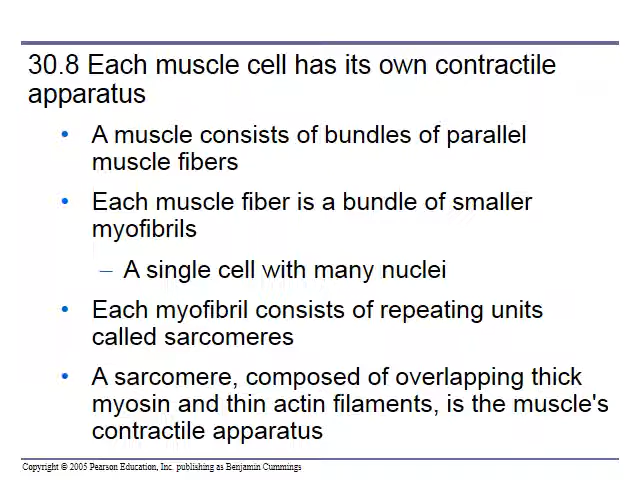 30.8 Each muscle cell has its own contractile
apparatus
• A muscle consists of bundles of parallel
muscle fibers
• Each muscle fiber is a bundle of smaller
myofibrils
– A single cell with many nuclei
• Each myofibril consists of repeating units
called sarcomeres
• A sarcomere, composed of overlapping thick
myosin and thin actin filaments, is the muscle's
contractile apparatus
Copyright © 2005 Pearson Education, Inc. publishing as Benjamin Cummings